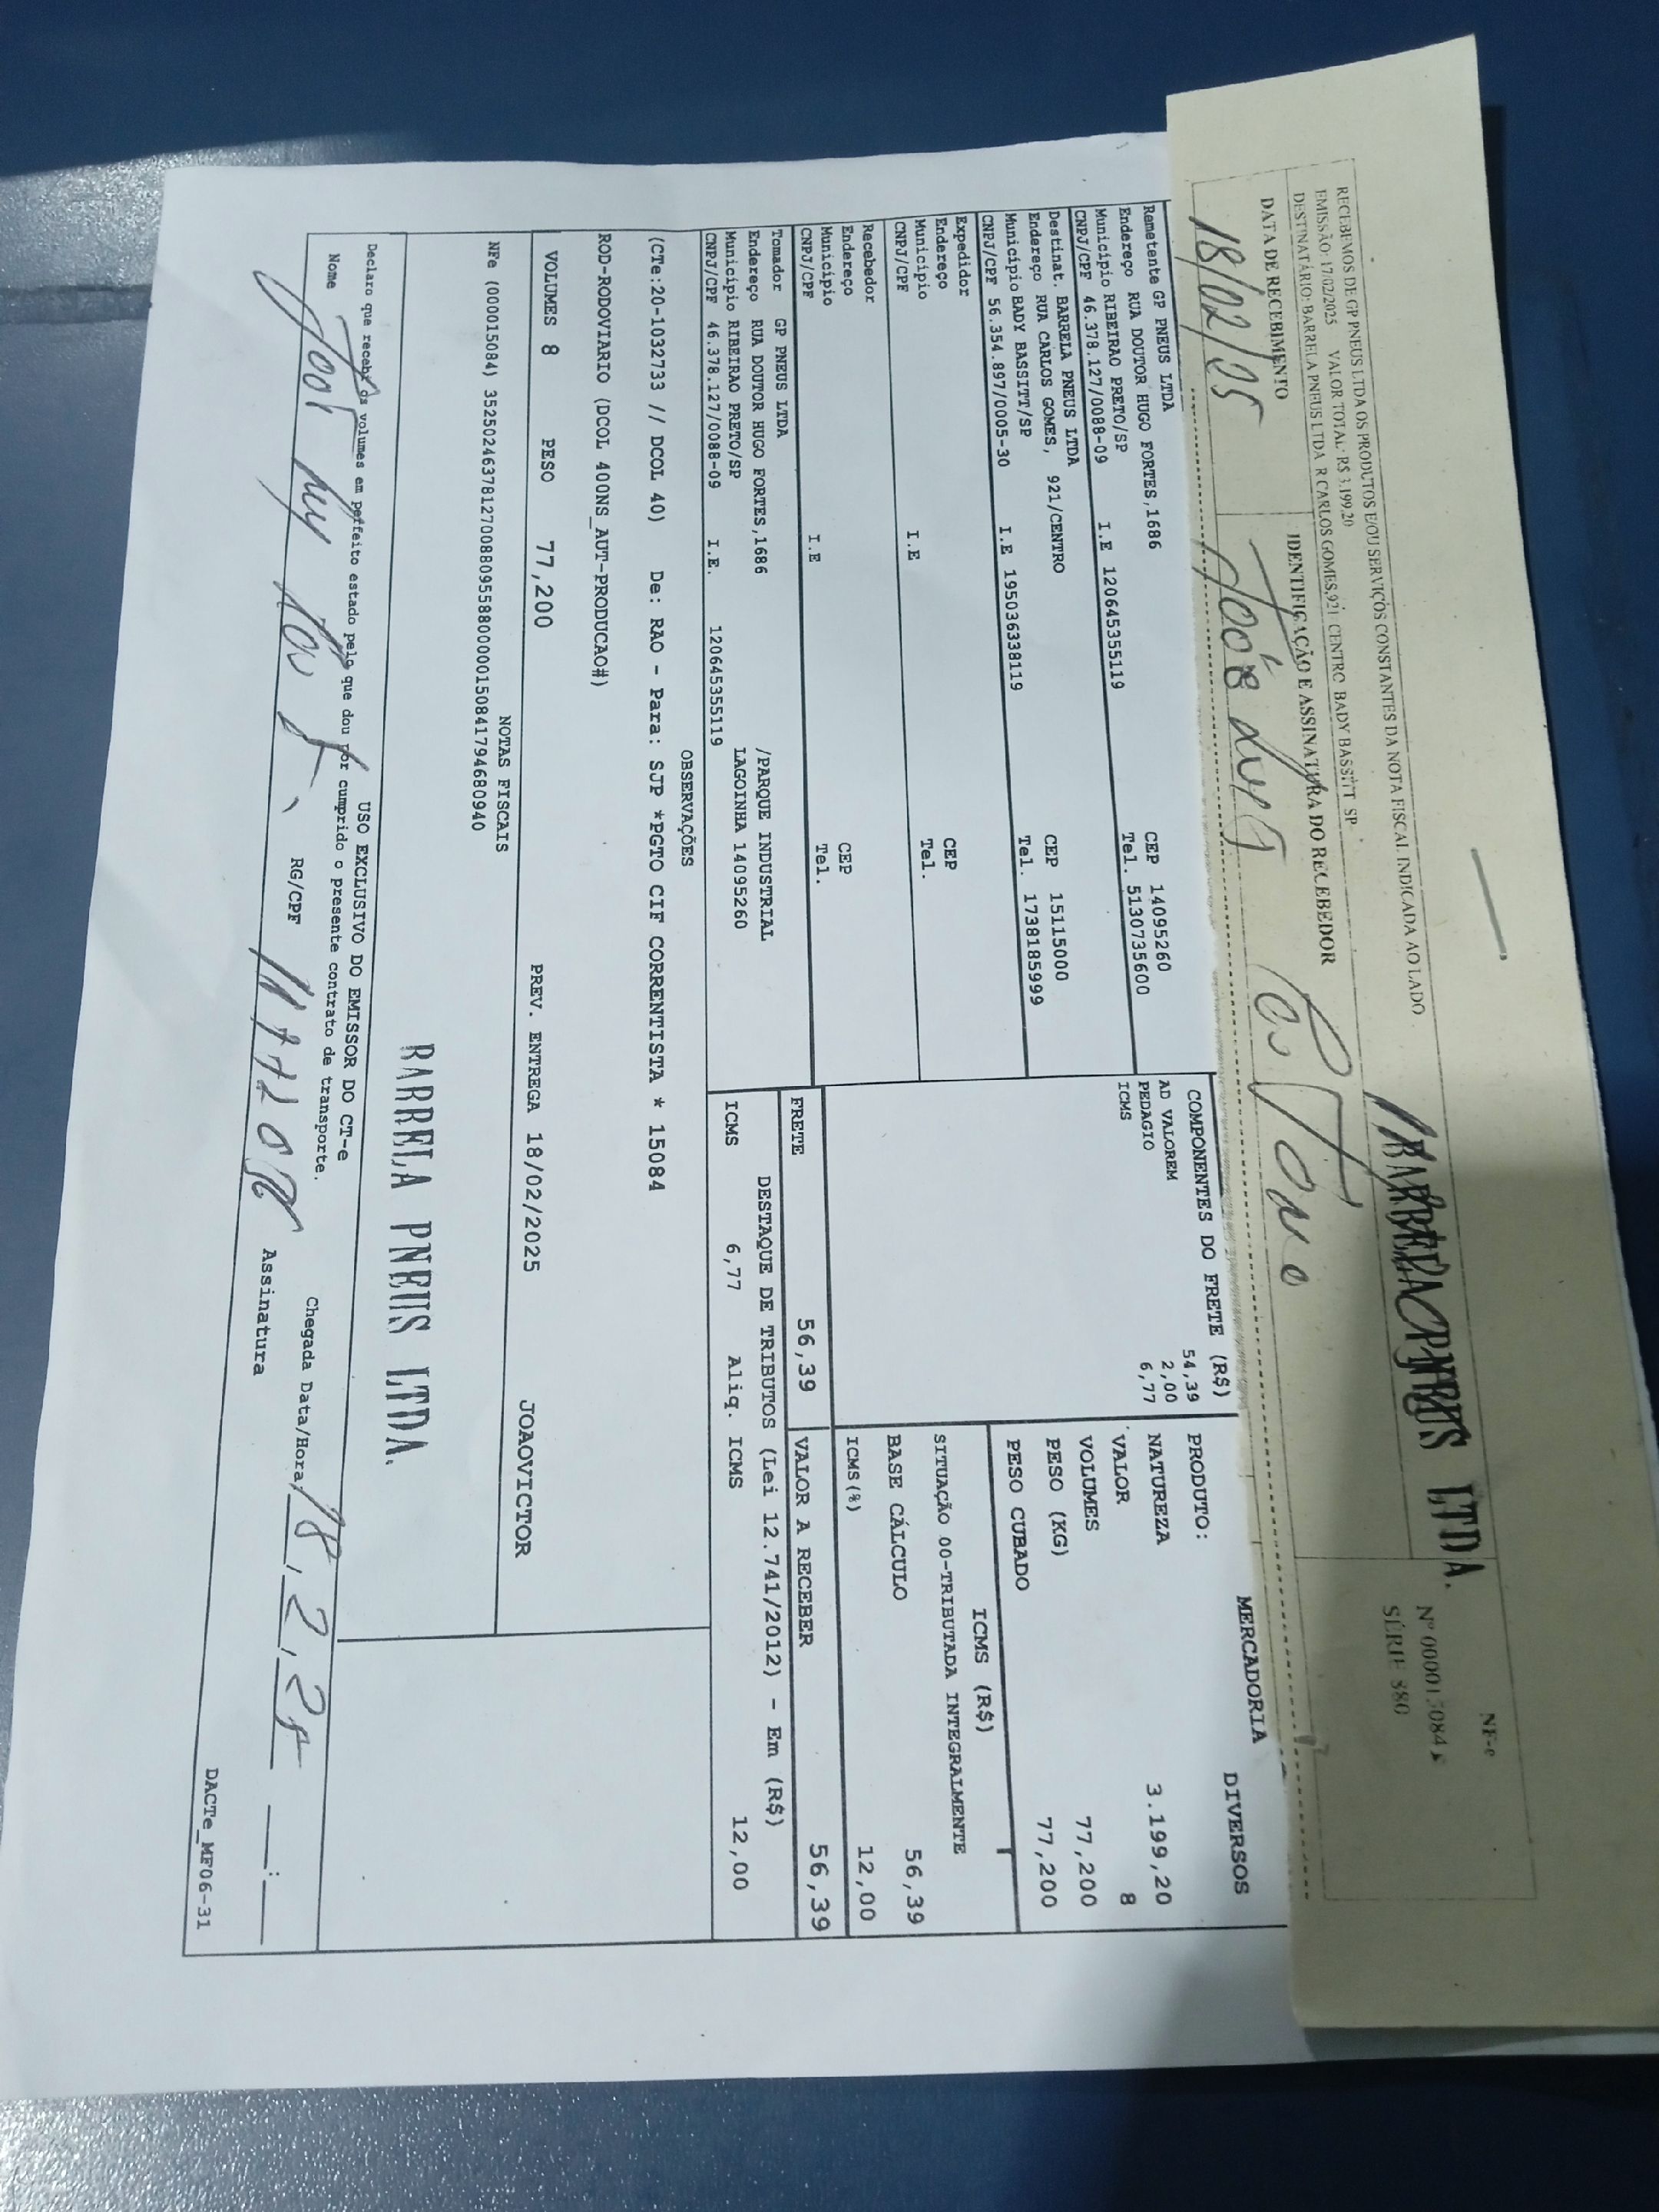 RECEBEMOS DE GP PNEUS LTDA OS PRODUTOS E/OU SERVIÇOS CONSTANTES DA NOTA FISCAL INDICADA AO LADO
EMISSÃO: 17/02/2025 VALOR TOTAL: R$ 3.199,20
DESTINATÁRIO: BARRELA PNEUS LTDA R CARLOS GOMES,921 CENTRO BADY BASSITT SP
BARRELA PNEUS LTDA.
NF-e
Nº 000015084
SÉRIE 880
DATA DE RECEBIMENTO
IDENTIFICAÇÃO E ASSINATURA DO RECEBEDOR
18/02/25
Remetente GP PNEUS LTDA
Endereço RUA DOUTOR HUGO FORTES,1686 CEP 14095260
Município RIBEIRAO PRETO/SP Tel. 5130735600
CNPJ/CPF 46.378.127/0088-09 I.E 120645355119
Destinat. BARRELA PNEUS LTDA
Endereço RUA CARLOS GOMES, 921/CENTRO CEP 15115000
Município BADY BASSITT/SP Tel. 1738185999
CNPJ/CPF 56.354.897/0005-30 I.E 195036338119
Expedidor
Endereço CEP
Município Tel.
CNPJ/CPF I.E
Recebedor
Endereço CEP
Município Tel.
CNPJ/CPF I.E
Tomador GP PNEUS LTDA
Endereço RUA DOUTOR HUGO FORTES,1686 /PARQUE INDUSTRIAL
Município RIBEIRAO PRETO/SP LAGOINHA 14095260
CNPJ/CPF 46.378.127/0088-09 I.E. 120645355119
COMPONENTES DO FRETE (R$)
AD VALOREM 54,39
PEDAGIO 2,00
ICMS 6,77
MERCADORIA
PRODUTO: DIVERSOS
NATUREZA
VALOR 3.199,20
VOLUMES 8
PESO (KG) 77,200
PESO CUBADO 77,200
ICMS (R$)
SITUAÇÃO 00-TRIBUTADA INTEGRALMENTE
BASE CÁLCULO 56,39
ICMS(%) 12,00
FRETE 56,39 VALOR A RECEBER 56,39
DESTAQUE DE TRIBUTOS (Lei 12.741/2012) - Em (R$)
ICMS 6,77 Aliq. ICMS 12,00
OBSERVAÇÕES
(CTe:20-1032733 // DCOL 40) De: RAO - Para: SJP *PGTO CIF CORRENTISTA * 15084
ROD-RODOVIARIO (DCOL 400NS_AUT-PRODUCAO#)
VOLUMES 8 PESO 77,200 PREV. ENTREGA 18/02/2025 JOAOVICTOR
NOTAS FISCAIS
NFe (000015084) 35250246378127008809558800000150841794680940
BARRELA PNEUS LTDA.
USO EXCLUSIVO DO EMISSOR DO CT-e
Declaro que recebi os volumes em perfeito estado pelo que dou por cumprido o presente contrato de transporte.
Nome RG/CPF Chegada Data/Hora 18, 2, 25 :
Assinatura
DACTe_MF06-31